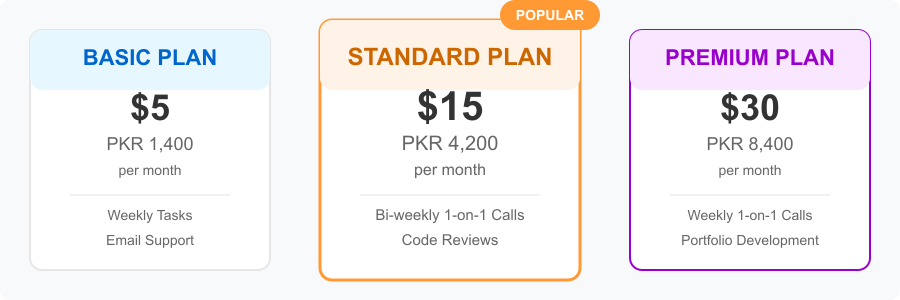 BASIC PLAN
$5
PKR 1,400
per month
Weekly Tasks
Email Support
POPULAR
STANDARD PLAN
$15
PKR 4,200
per month
Bi-weekly 1-on-1 Calls
Code Reviews
PREMIUM PLAN
$30
PKR 8,400
per month
Weekly 1-on-1 Calls
Portfolio Development